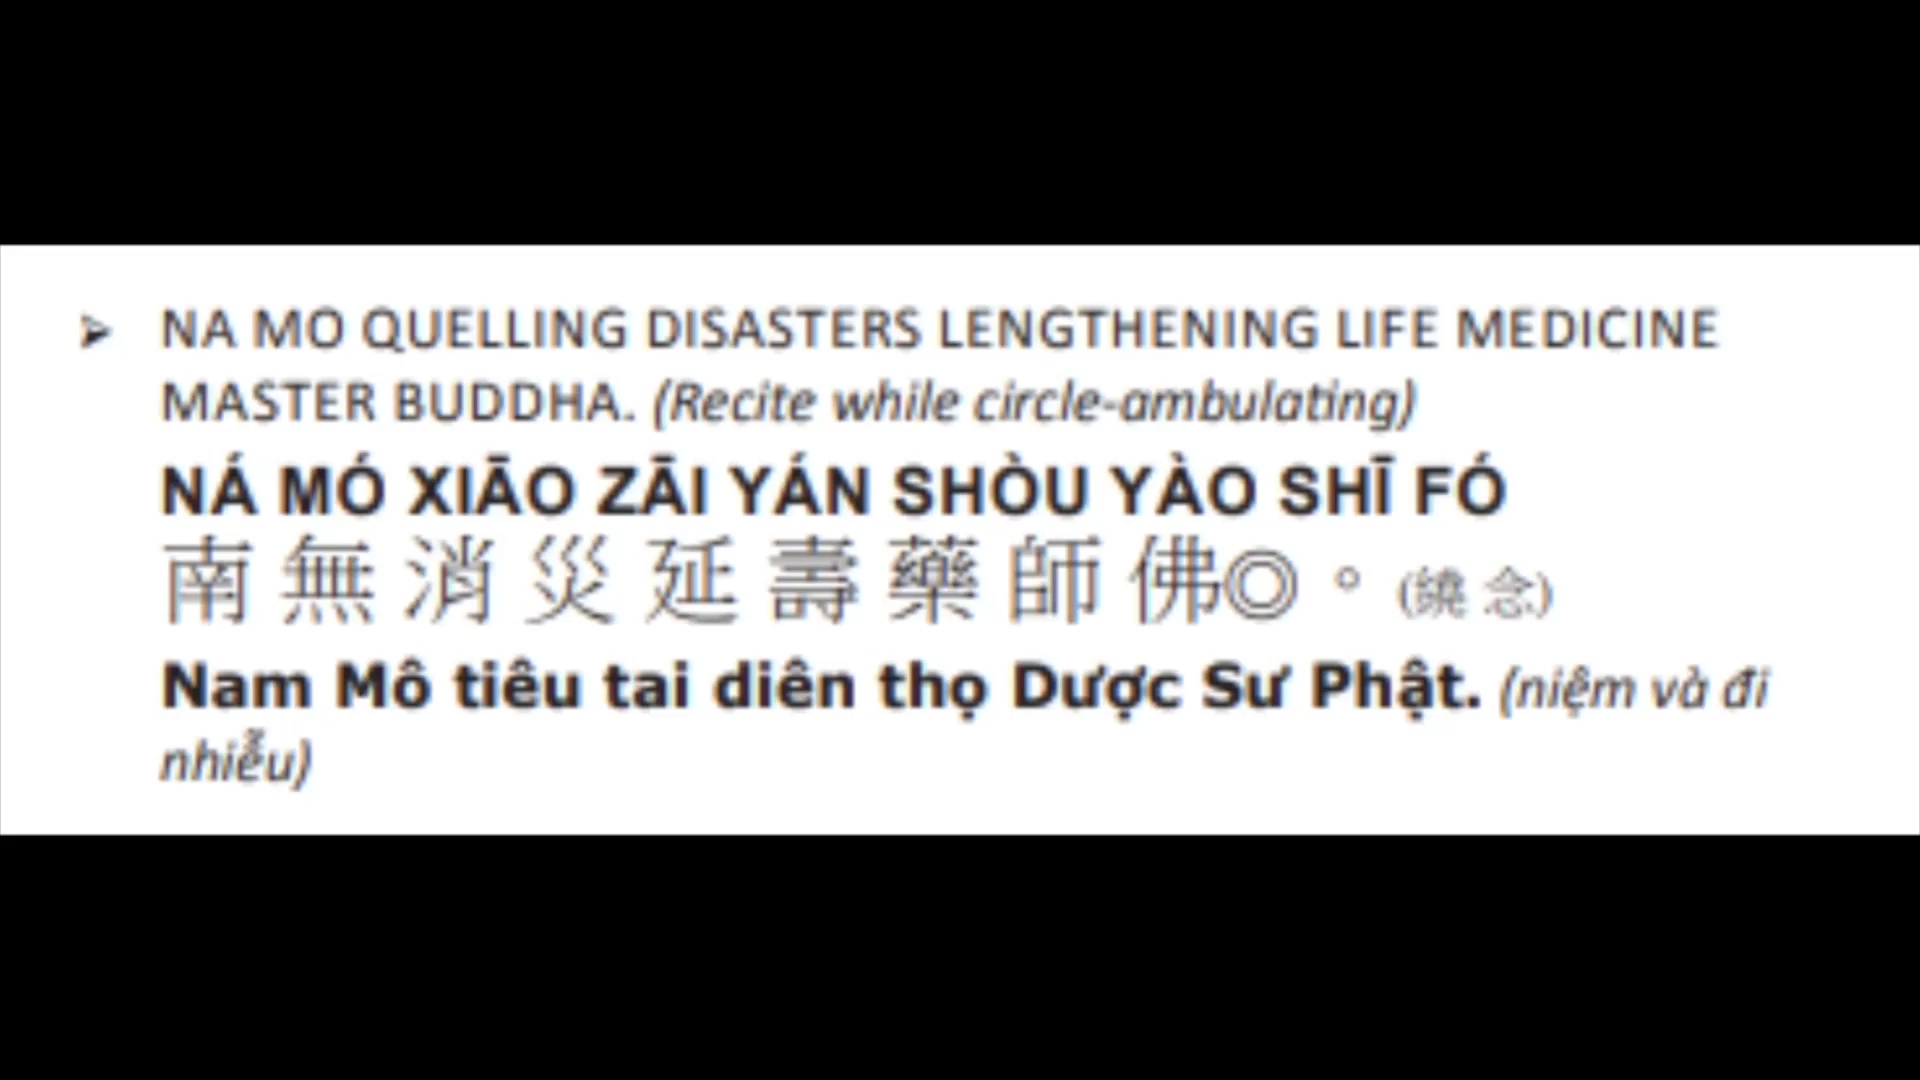 ➢ NA MO QUELLING DISASTERS LENGTHENING LIFE MEDICINE
MASTER BUDDHA. (Recite while circle-ambulating)
NÁ MÓ XIĀO ZĀI YÁN SHÒU YÀO SHĪ FÓ
南 無 消 災 延 壽 藥 師 佛◎。(繞 念)
Nam Mô tiêu tai diên thọ Dược Sư Phật. (niệm và đi
nhiễu)